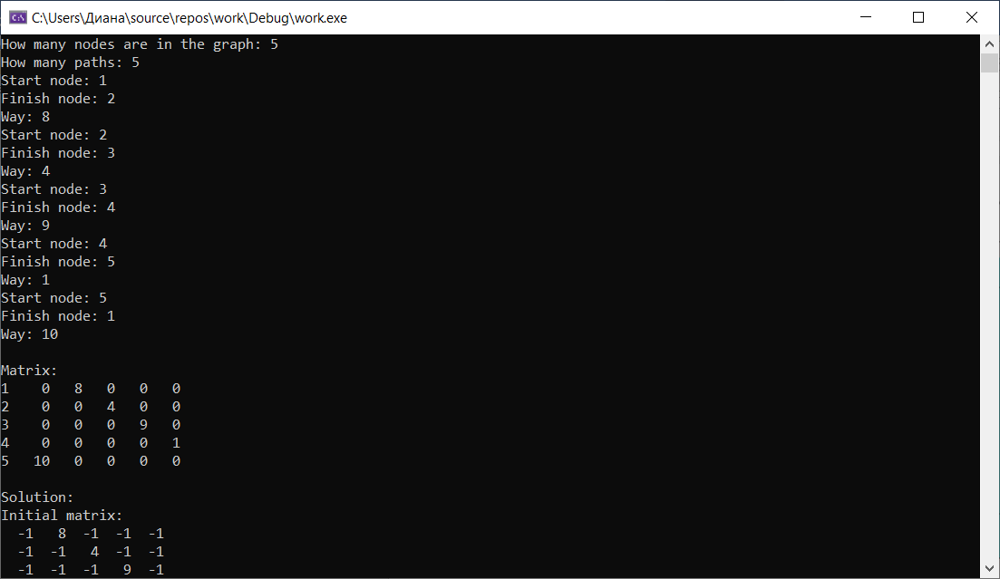 C:\Users\Диана\source\repos\work\Debug\work.exe
How many nodes are in the graph: 5
How many paths: 5
Start node: 1
Finish node: 2
Way: 8
Start node: 2
Finish node: 3
Way: 4
Start node: 3
Finish node: 4
Way: 9
Start node: 4
Finish node: 5
Way: 1
Start node: 5
Finish node: 1
Way: 10
Matrix:
1    0   8   0   0   0
2    0   0   4   0   0
3    0   0   0   9   0
4    0   0   0   0   1
5   10   0   0   0   0
Solution:
Initial matrix:
  -1   8  -1  -1  -1
  -1  -1   4  -1  -1
  -1  -1  -1   9  -1